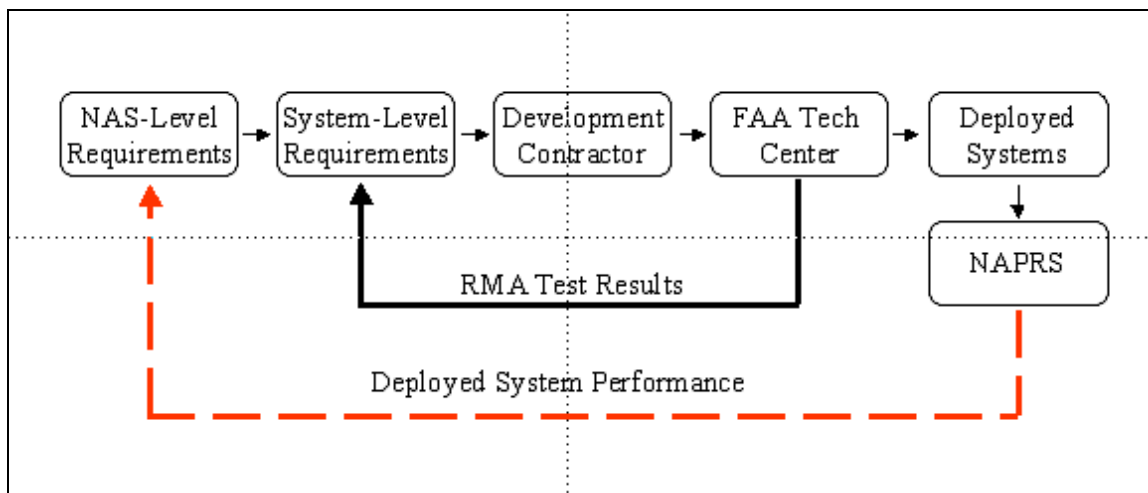 NAS-Level
Requirements
System-Level
Requirements
Development
Contractor
FAA Tech
Center
Deployed
Systems
NAPRS
RMA Test Results
Deployed System Performance